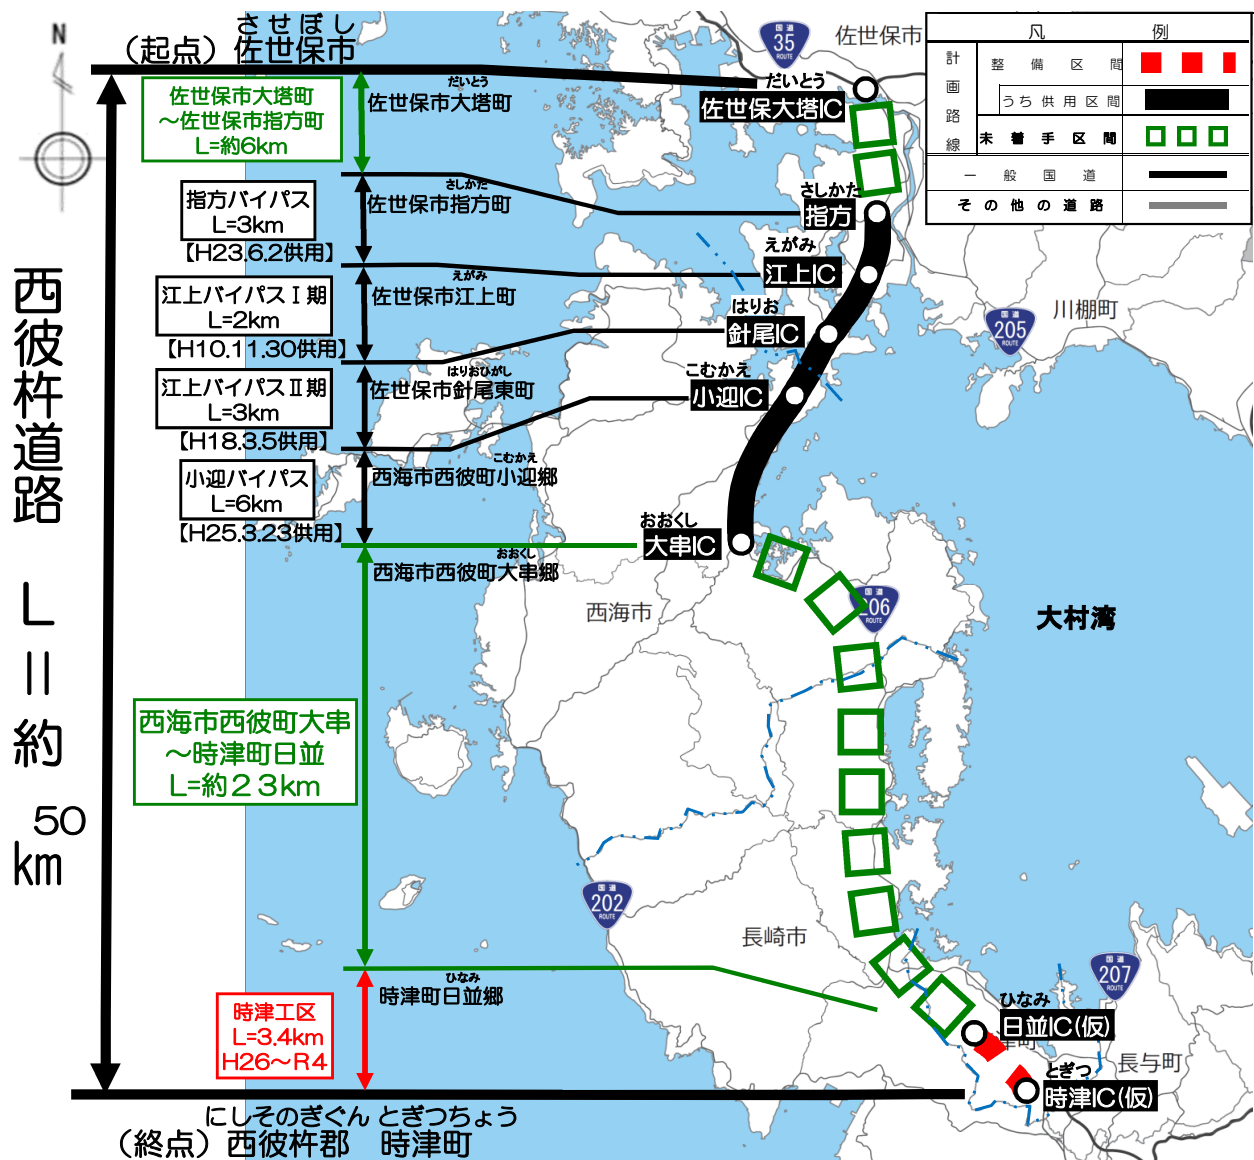 N
させぼし
（起点）佐世保市
佐世保市大塔町
～佐世保市指方町
L=約6km
だいとう
佐世保市大塔町
指方バイパス
L=3km
【H23.6.2供用】
さしかた
佐世保市指方町
江上バイパスⅠ期
L=2km
【H10.11.30供用】
えがみ
佐世保市江上町
江上バイパスⅡ期
L=3km
【H18.3.5供用】
はりおひがし
佐世保市針尾東町
小迎バイパス
L=6km
【H25.3.23供用】
こむかえ
西海市西彼町小迎郷
おおくし
西海市西彼町大串郷
西彼杵道路 L=約50km
西海市西彼町大串
～時津町日並
L=約23km
ひなみ
時津町日並郷
時津工区
L=3.4km
H26～R4
にしそのぎぐん とぎつちょう
（終点）西彼杵郡 時津町
国道
35
ROUTE
佐世保市
だいとう
佐世保大塔IC
さしかた
指方
えがみ
江上IC
はりお
針尾IC
こむかえ
小迎IC
おおくし
大串IC
国道
205
ROUTE
川棚町
西海市
国道
206
ROUTE
大村湾
国道
202
ROUTE
長崎市
国道
207
ROUTE
ひなみ
日並IC(仮)
津町
長与町
とぎつ
時津IC(仮)
凡例
計画路線
整備区間
うち供用区間
未着手区間
一般国道
その他の道路